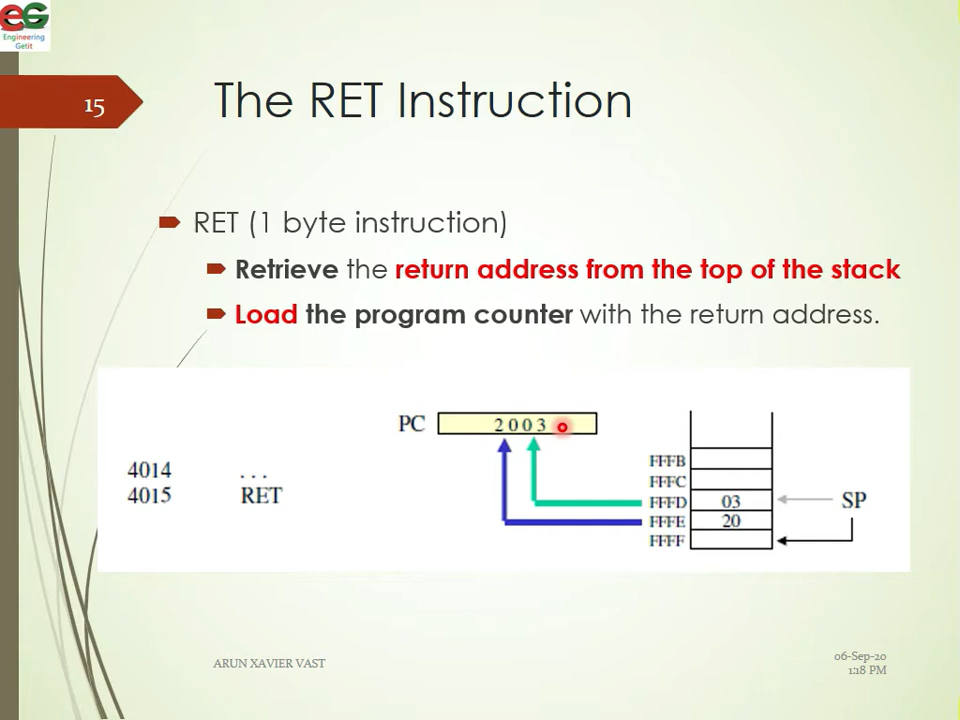 EG
Engineering
Getit
15
The RET Instruction
RET (1 byte instruction)
Retrieve the return address from the top of the stack
Load the program counter with the return address.
PC 2003
4014 ...
4015 RET
FFFB
FFFC
FFFD 03 SP
FFFE 20
FFFF
ARUN XAVIER VAST
06-Sep-20
1:18 PM